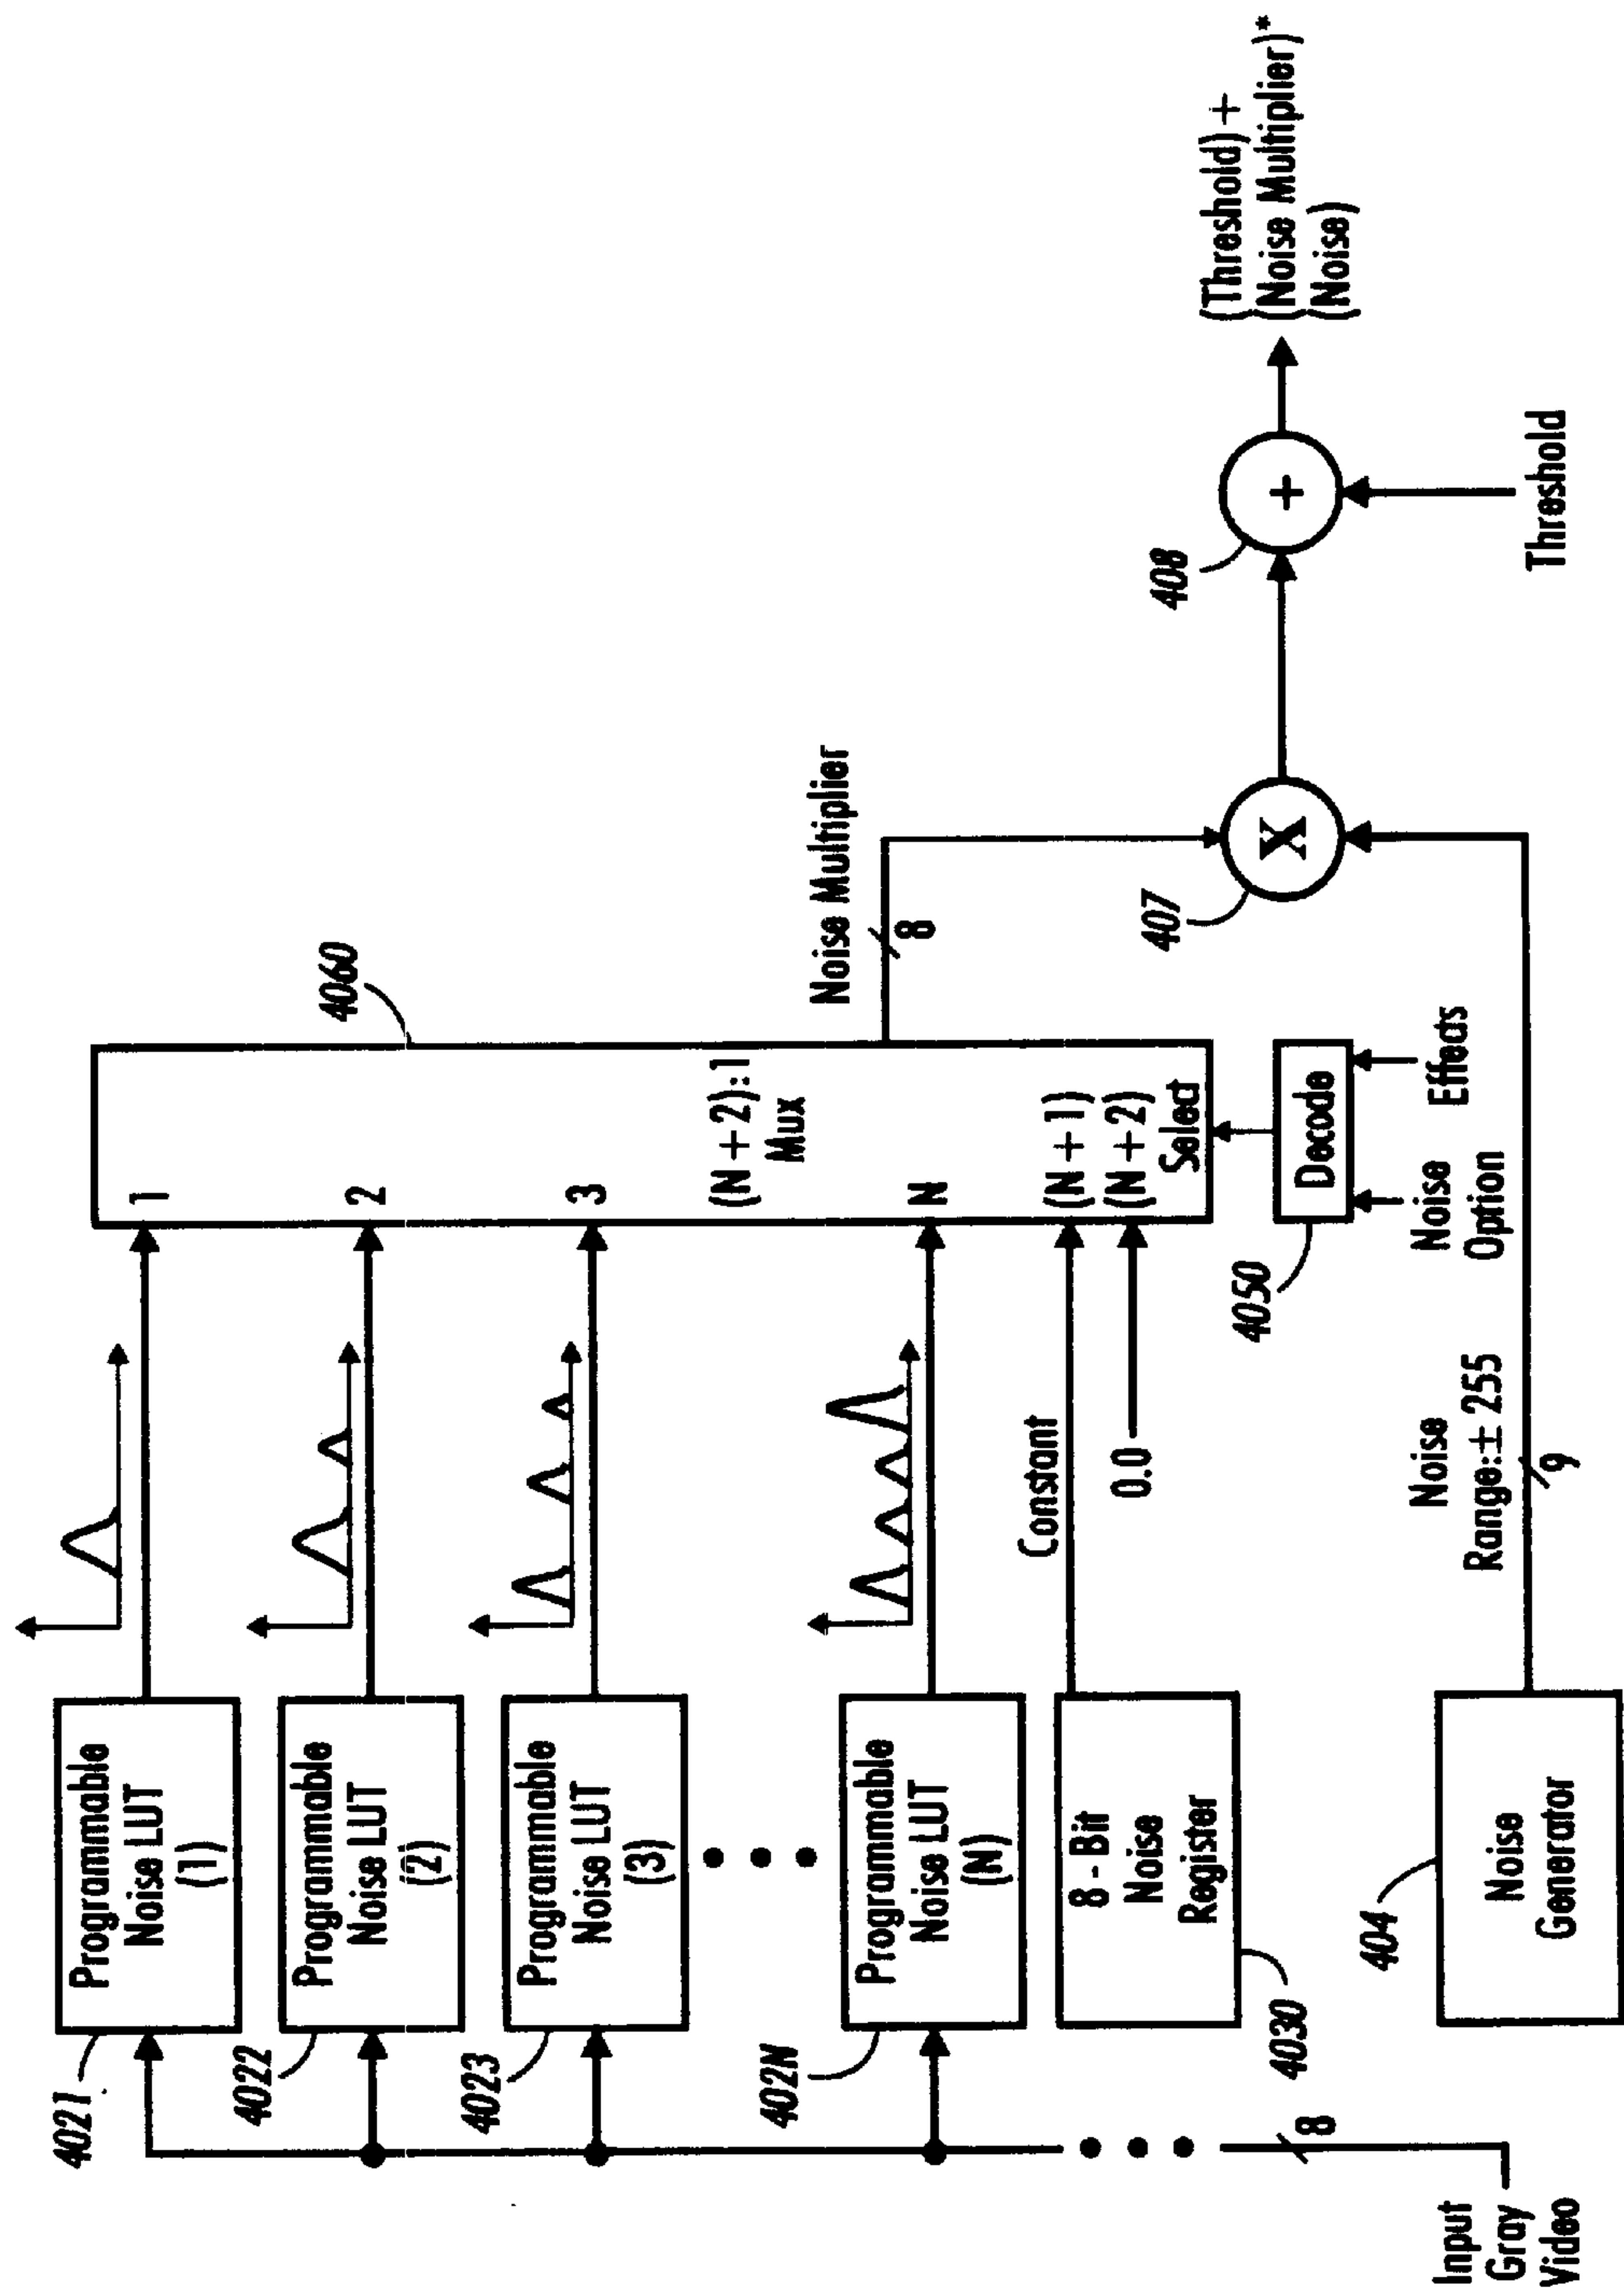 4021
Programmable
Noise LUT
(1)
1
4022
Programmable
Noise LUT
(2)
2
4023
Programmable
Noise LUT
(3)
3
402N
Programmable
Noise LUT
(N)
N
4060
(N + 2):1
Mux
8 - Bit
Noise
Register
4030
Constant
(N + 1)
0.0
(N + 2)
Select
4050
Decode
Noise
Option
Effects
Noise Multiplier
8
Input
Gray
Video
8
404
Noise
Generator
Noise
Range:± 255
9
407
X
408
+
Threshold
(Threshold) +
(Noise Multiplier)*
(Noise)